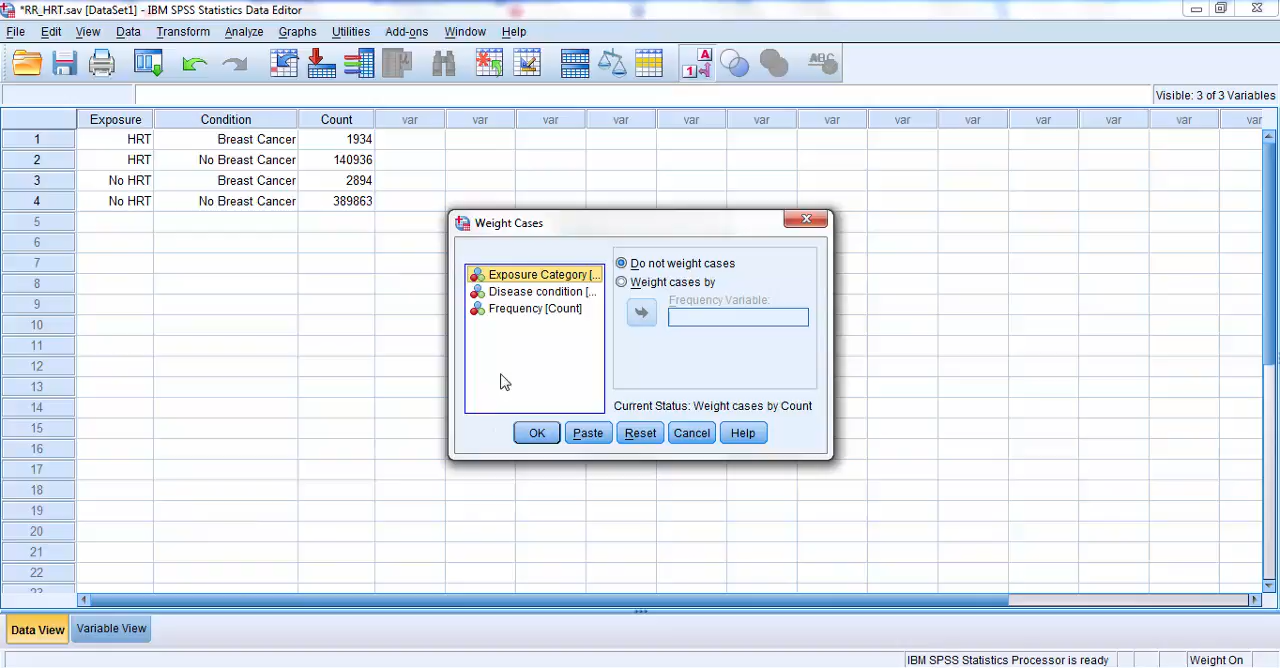 *RR_HRT.sav [DataSet1] - IBM SPSS Statistics Data Editor
File Edit View Data Transform Analyze Graphs Utilities Add-ons Window Help
A
1
ABC
Visible: 3 of 3 Variables
Exposure Condition Count var var var var var var var var var var var var var
1 HRT Breast Cancer 1934
2 HRT No Breast Cancer 140936
3 No HRT Breast Cancer 2894
4 No HRT No Breast Cancer 389863
5
6
7
8
9
10
11
12
13
14
15
16
17
18
19
20
21
22
23
Weight Cases
Exposure Category [...
Disease condition [...
Frequency [Count]
Do not weight cases
Weight cases by
Frequency Variable:
Current Status: Weight cases by Count
OK Paste Reset Cancel Help
Data View Variable View
IBM SPSS Statistics Processor is ready Weight On